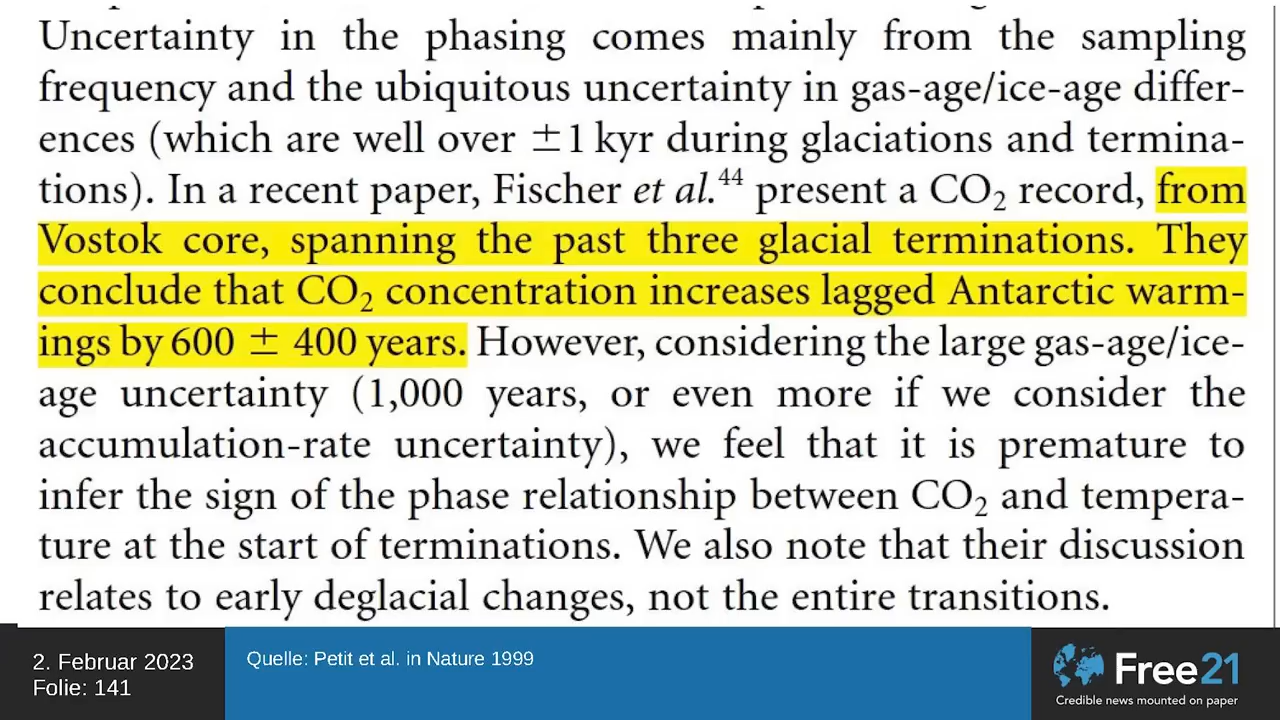 Uncertainty in the phasing comes mainly from the sampling
frequency and the ubiquitous uncertainty in gas-age/ice-age differ-
ences (which are well over ±1 kyr during glaciations and termina-
tions). In a recent paper, Fischer et al.⁴⁴ present a CO₂ record, from
Vostok core, spanning the past three glacial terminations. They
conclude that CO₂ concentration increases lagged Antarctic warm-
ings by 600 ± 400 years. However, considering the large gas-age/ice-
age uncertainty (1,000 years, or even more if we consider the
accumulation-rate uncertainty), we feel that it is premature to
infer the sign of the phase relationship between CO₂ and tempera-
ture at the start of terminations. We also note that their discussion
relates to early deglacial changes, not the entire transitions.
2. Februar 2023
Folie: 141
Quelle: Petit et al. in Nature 1999
Free21
Credible news mounted on paper